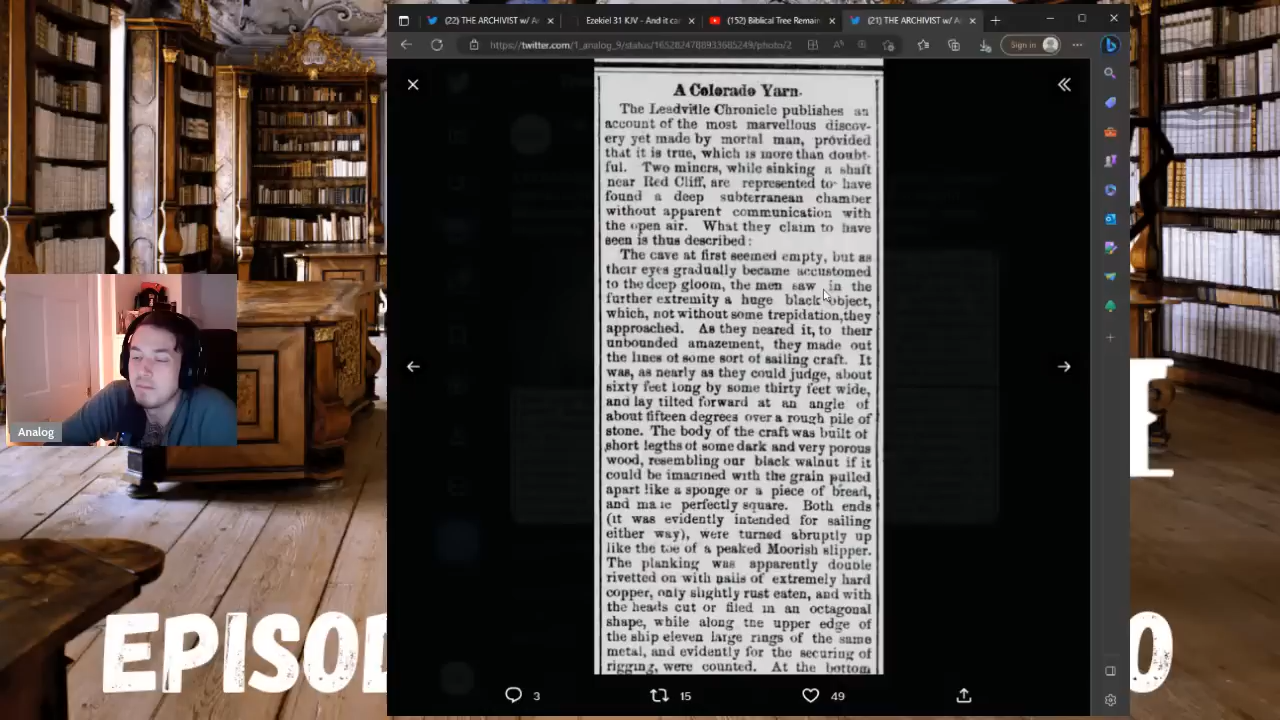 (22) THE ARCHIVIST w/ A
Ezekiel 31 KJV - And it ca
(152) Biblical Tree Remain
(21) THE ARCHIVIST w/ A
https://twitter.com/1_analog_9/status/1652824788933685249/photo/2
Sign in
A Colorado Yarn.
The Leadville Chronicle publishes an
account of the most marvellous discov-
ery yet made by mortal man, provided
that it is true, which is more than doubt-
ful. Two miners, while sinking a shaft
near Red Cliff, are represented to have
found a deep subterranean chamber
without apparent communication with
the open air. What they claim to have
seen is thus described:
The cave at first seemed empty, but as
their eyes gradually became accustomed
to the deep gloom, the men saw in the
further extremity a huge black object,
which, not without some trepidation, they
approached. As they neared it, to their
unbounded amazement, they made out
the lines of some sort of sailing craft. It
was, as nearly as they could judge, about
sixty feet long by some thirty feet wide,
and lay tilted forward at an angle of
about fifteen degrees over a rough pile of
stone. The body of the craft was built of
short legths of some dark and very porous
wood, resembling our black walnut if it
could be imagined with the grain pulled
apart like a sponge or a piece of bread,
and made perfectly square. Both ends
(it was evidently intended for sailing
either way), were turned abruptly up
like the toe of a peaked Moorish slipper.
The planking was apparently double
rivetted on with nails of extremely hard
copper, only slightly rust eaten, and with
the heads cut or filed in an octagonal
shape, while along the upper edge of
the ship eleven large rings of the same
metal, and evidently for the securing of
rigging, were counted. At the bottom
3
15
49
Analog
EPISOD
E
0